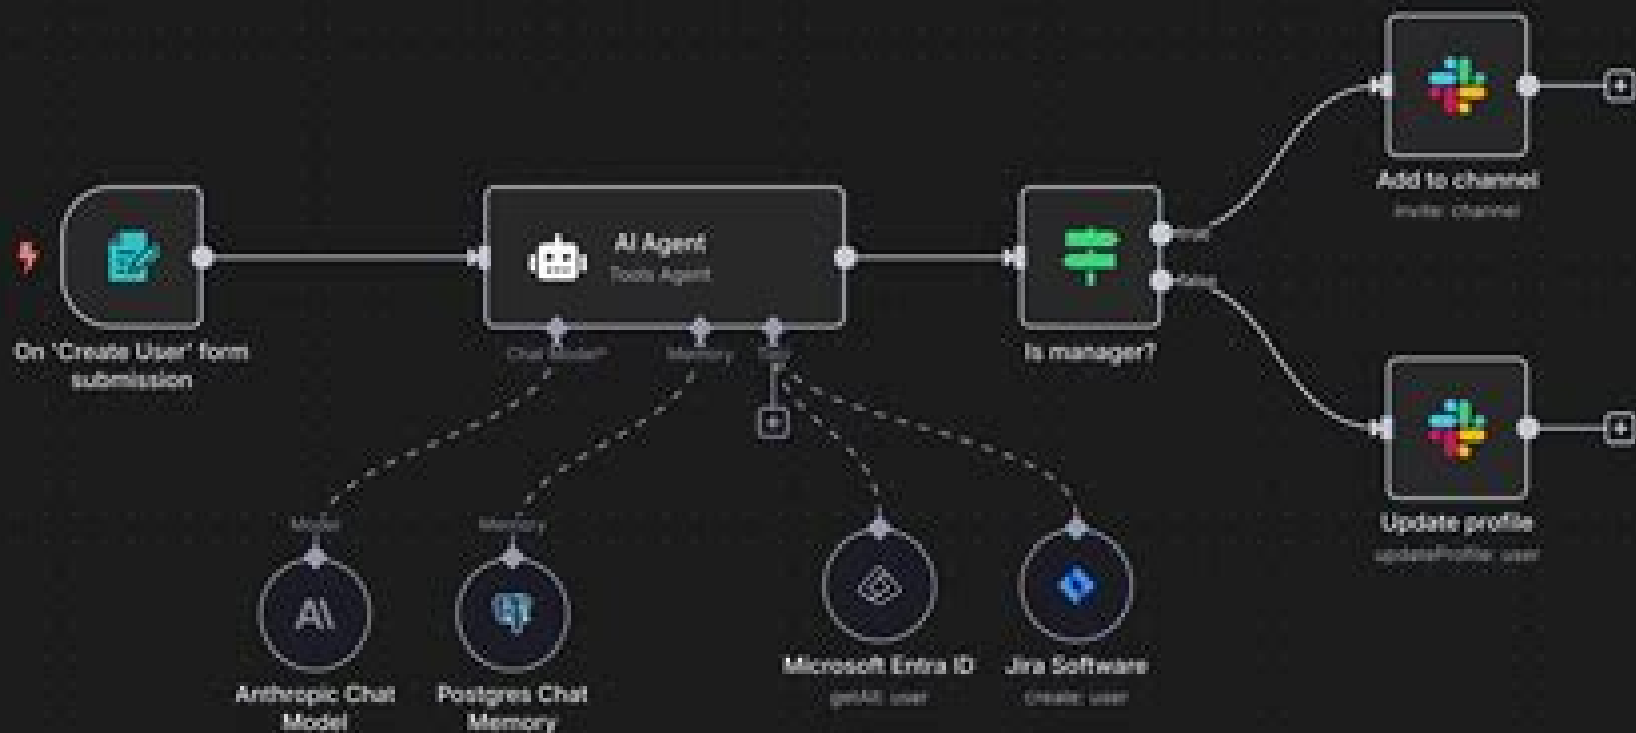 On 'Create User' form
submission
AI Agent
Tools Agent
Chat Model*
Memory
Tool
Is manager?
true
false
Add to channel
invite: channel
Update profile
updateProfile: user
Model
Memory
AI
Anthropic Chat
Model
Postgres Chat
Memory
Microsoft Entra ID
getAll: user
Jira Software
create: user